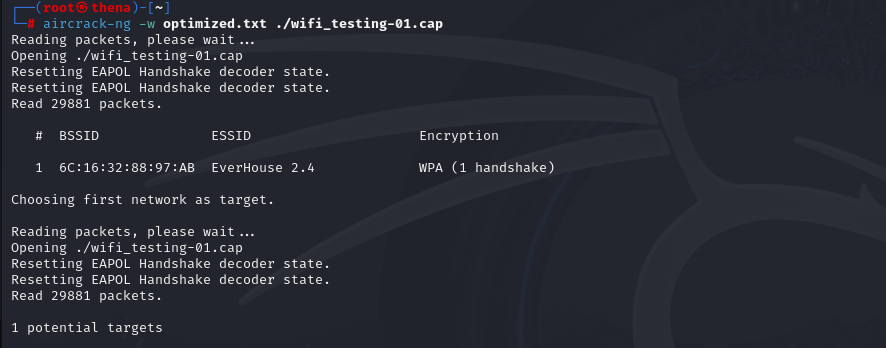 ┌──(root㉿thena)-[~]
└─# aircrack-ng -w optimized.txt ./wifi_testing-01.cap
Reading packets, please wait...
Opening ./wifi_testing-01.cap
Resetting EAPOL Handshake decoder state.
Resetting EAPOL Handshake decoder state.
Read 29881 packets.
# BSSID ESSID Encryption
1 6C:16:32:88:97:AB EverHouse 2.4 WPA (1 handshake)
Choosing first network as target.
Reading packets, please wait...
Opening ./wifi_testing-01.cap
Resetting EAPOL Handshake decoder state.
Resetting EAPOL Handshake decoder state.
Read 29881 packets.
1 potential targets